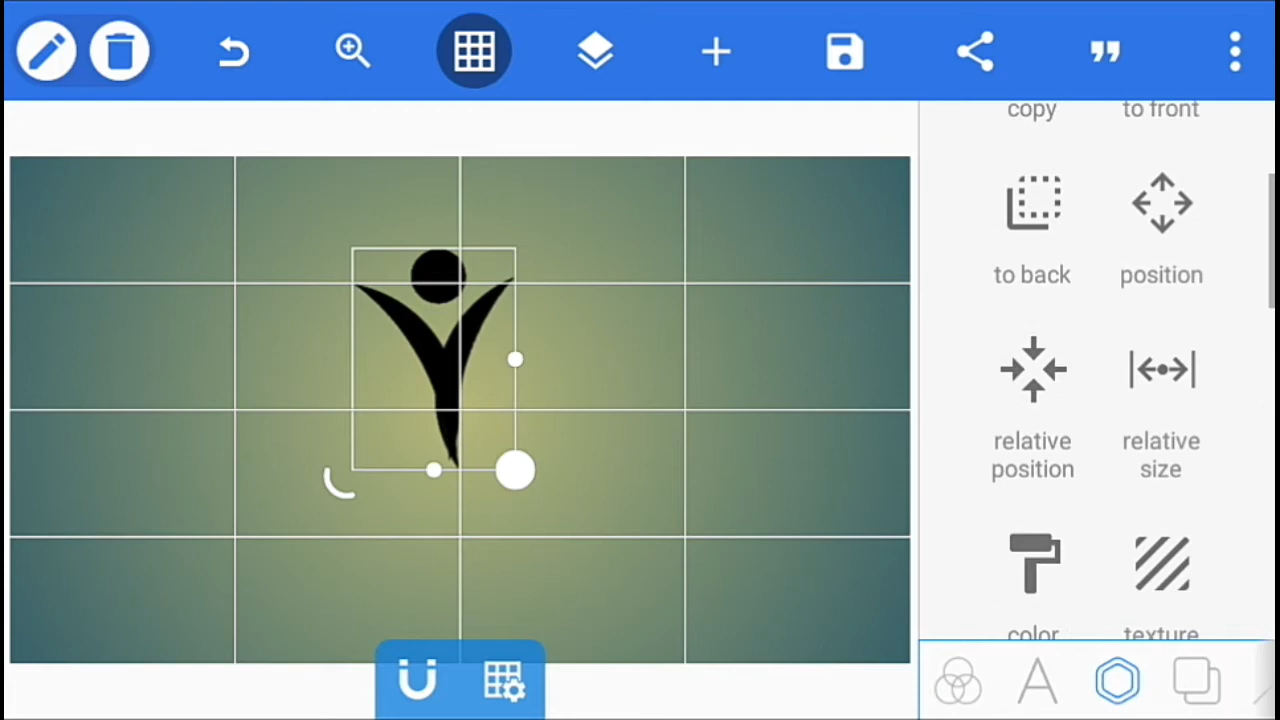 copy
to front
to back
position
relative
position
relative
size
color
texture